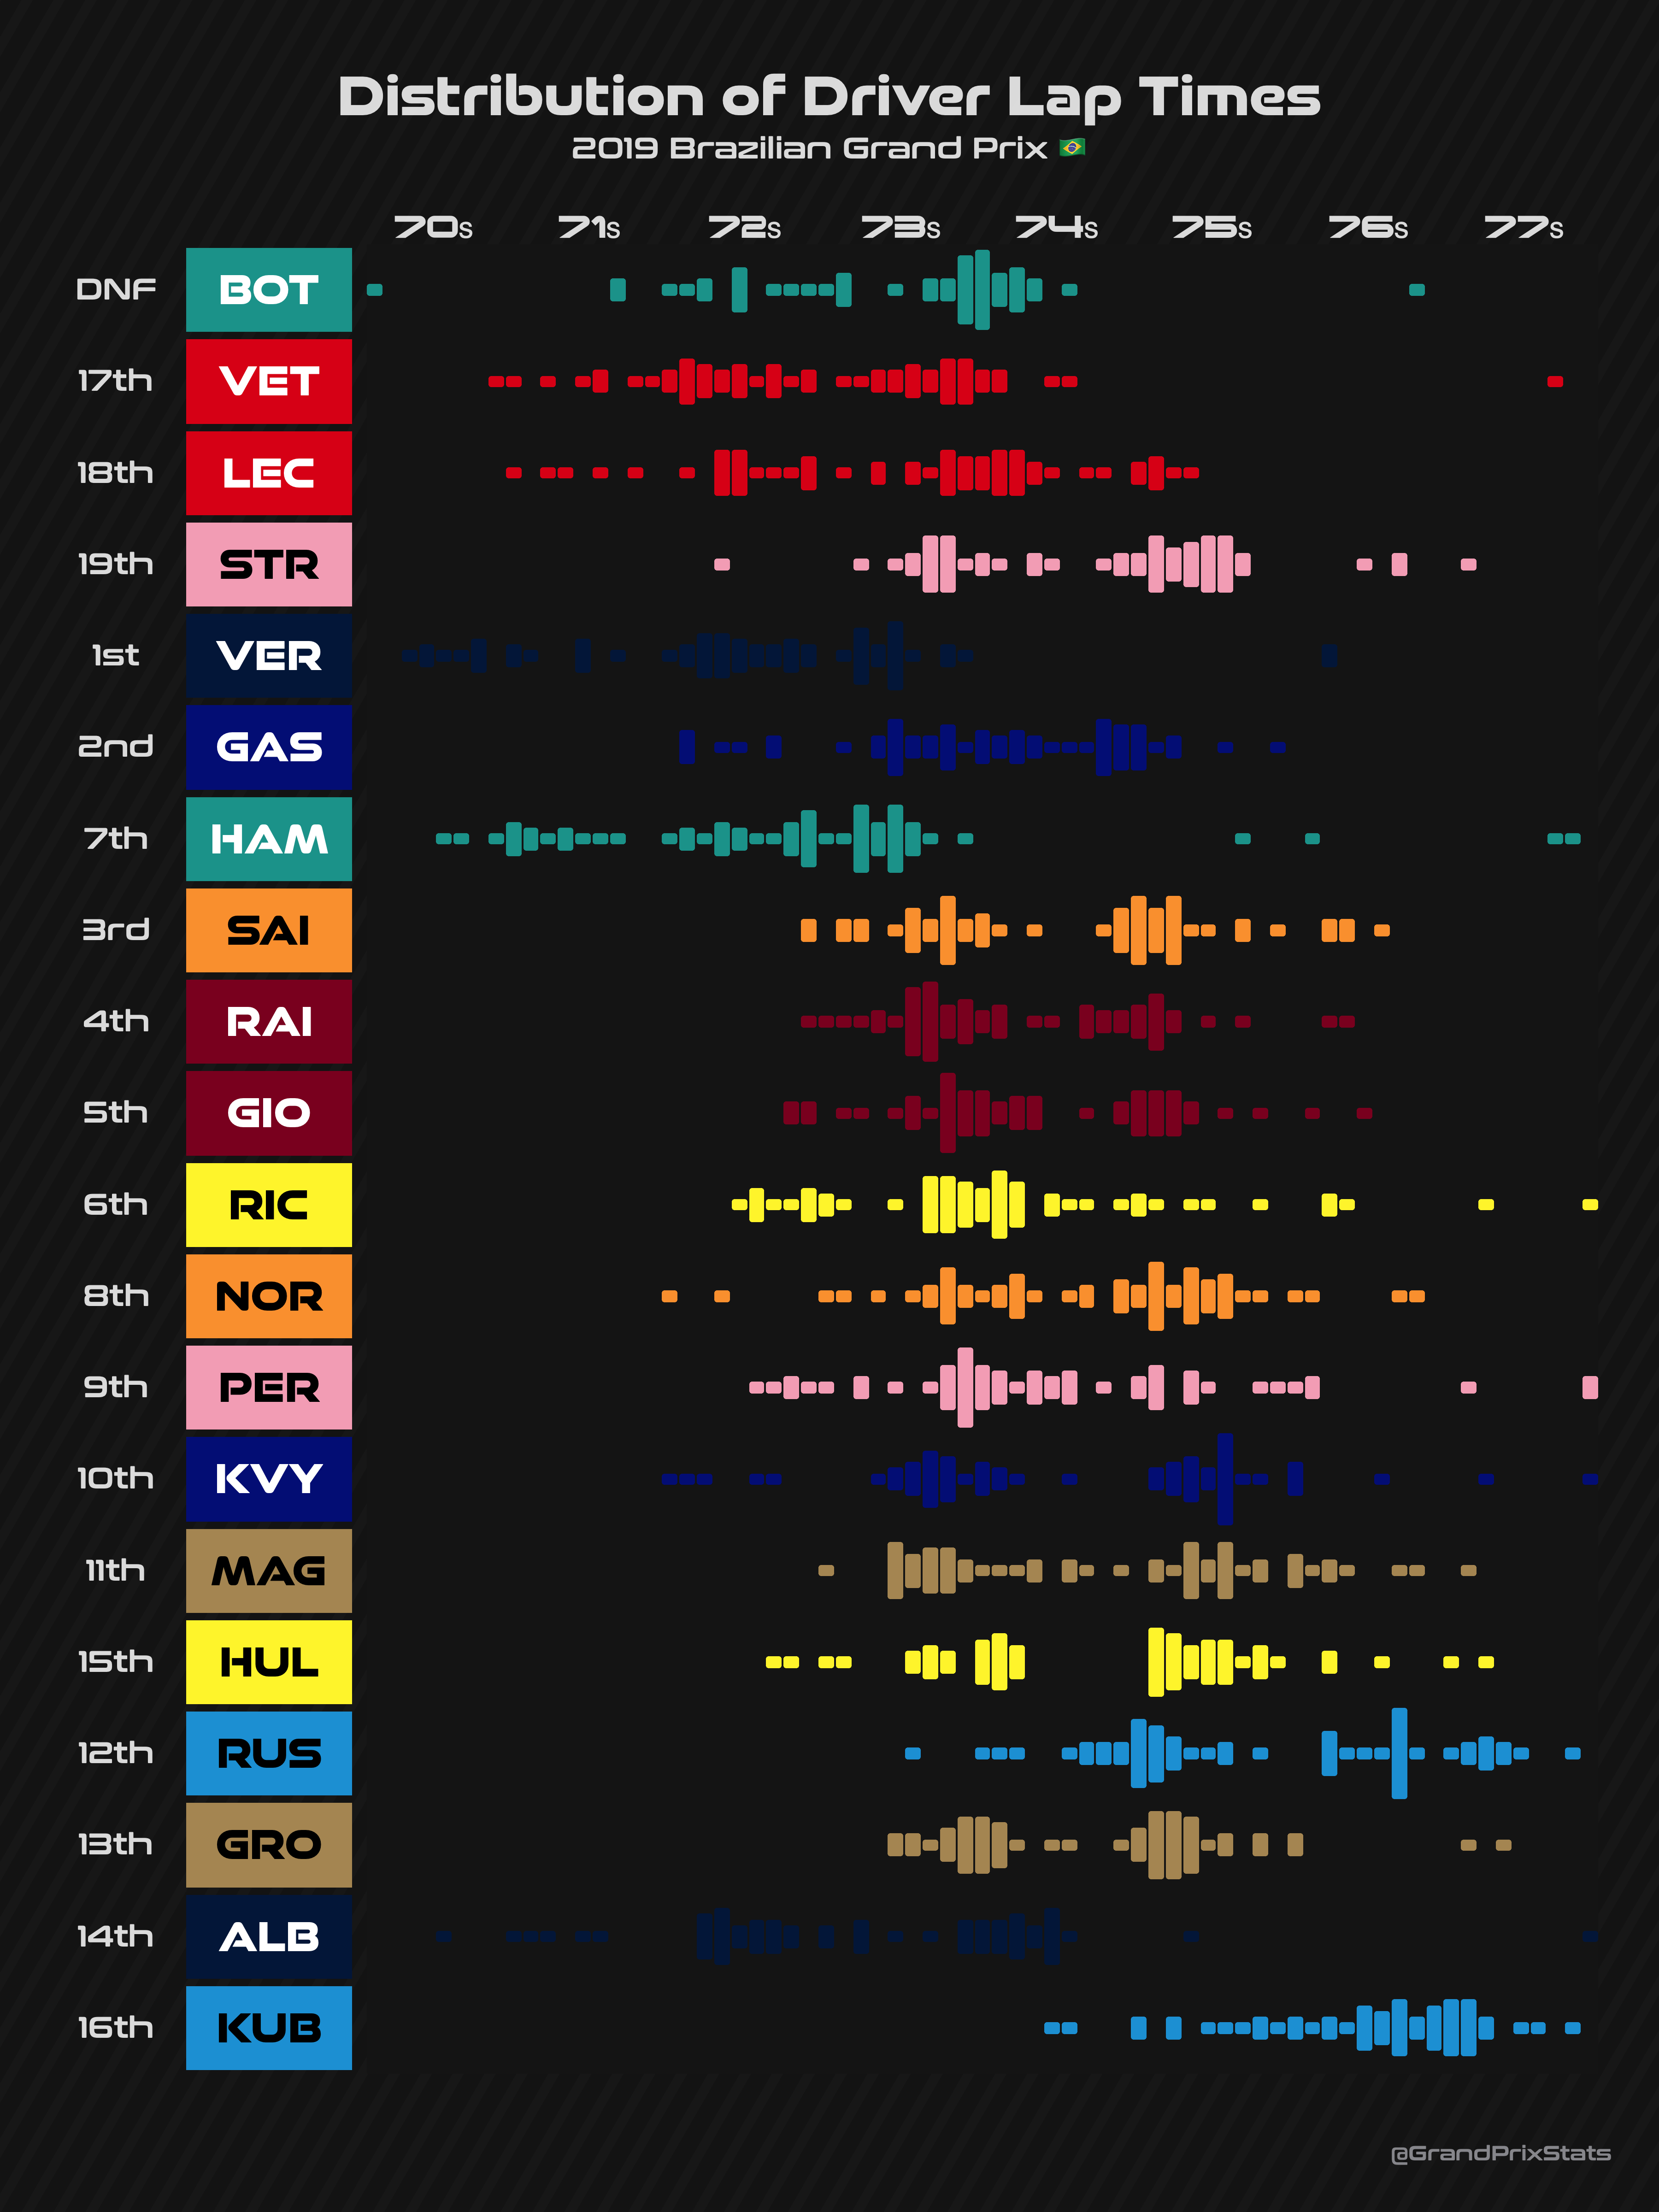 Distribution of Driver Lap Times
2019 Brazilian Grand Prix 🇧🇷
70s 71s 72s 73s 74s 75s 76s 77s
DNF BOT
17th VET
18th LEC
19th STR
1st VER
2nd GAS
7th HAM
3rd SAI
4th RAI
5th GIO
6th RIC
8th NOR
9th PER
10th KVY
11th MAG
15th HUL
12th RUS
13th GRO
14th ALB
16th KUB
@GrandPrixStats